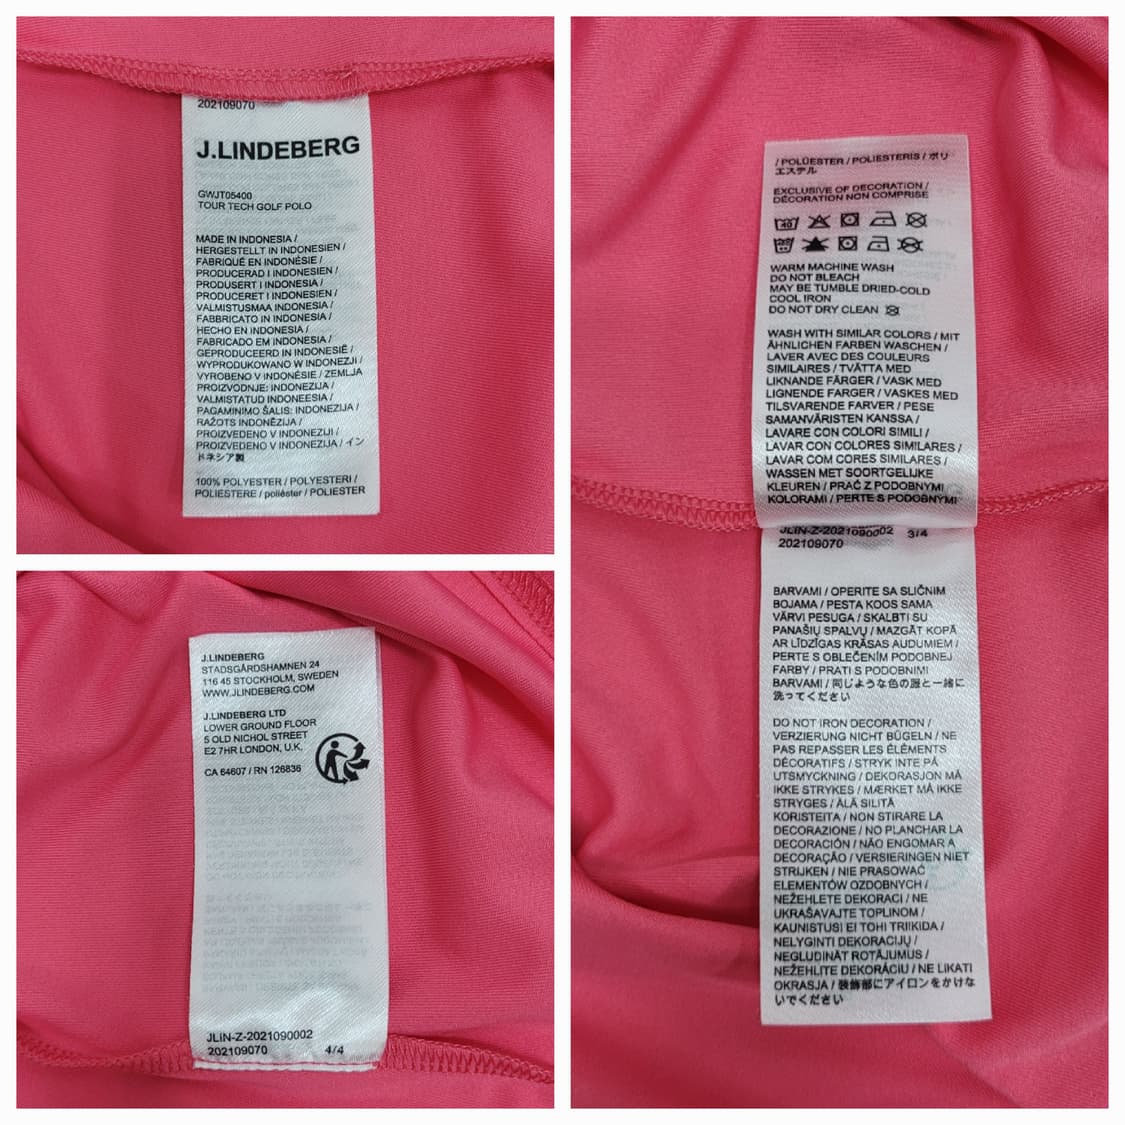 202109070
J.LINDEBERG
GWJT05400
TOUR TECH GOLF POLO
MADE IN INDONESIA /
HERGESTELLT IN INDONESIEN /
FABRIQUÉ EN INDONÉSIE /
PRODUCERAD I INDONESIEN /
PRODUSERT I INDONESIA /
PRODUCERET I INDONESIEN /
VALMISTUSMAA INDONESIA /
FABBRICATO IN INDONESIA /
HECHO EN INDONESIA /
FABRICADO EM INDONESIA /
GEPRODUCEERD IN INDONESIË /
WYPRODUKOWANO W INDONEZJI /
VYROBENO V INDONÉSIE / ZEMLJA
PROIZVODNJE: INDONEZIJA /
VALMISTATUD INDONEESIA /
PAGAMINIMO ŠALIS: INDONEZIJA /
RAŽOTS INDONĒZIJA /
PROIZVEDENO V INDONEZIJI /
PROIZVEDENO V INDONEZIJA / イン
ドネシア製
100% POLYESTER / POLYESTERI /
POLIESTERE / poliéster / POLIESTER
J.LINDEBERG
STADSGÅRDSHAMNEN 24
116 45 STOCKHOLM, SWEDEN
WWW.JLINDEBERG.COM
J.LINDEBERG LTD
LOWER GROUND FLOOR
5 OLD NICHOL STREET
E2 7HR LONDON, U.K.
CA 64607 / RN 126836
JLIN-Z-2021090002
202109070 4/4
/ POLÜESTER / POLIESTERIS / ポリ
エステル
EXCLUSIVE OF DECORATION /
DÉCORATION NON COMPRISE
40
WARM MACHINE WASH
DO NOT BLEACH
MAY BE TUMBLE DRIED-COLD
COOL IRON
DO NOT DRY CLEAN
WASH WITH SIMILAR COLORS / MIT
ÄHNLICHEN FARBEN WASCHEN /
LAVER AVEC DES COULEURS
SIMILAIRES / TVÄTTA MED
LIKNANDE FÄRGER / VASK MED
LIGNENDE FARGER / VASKES MED
TILSVARENDE FARVER / PESE
SAMANVÄRISTEN KANSSA /
LAVARE CON COLORI SIMILI /
LAVAR CON COLORES SIMILARES /
LAVAR COM CORES SIMILARES /
WASSEN MET SOORTGELIJKE
KLEUREN / PRAĆ Z PODOBNYMI
KOLORAMI / PERTE S PODOBNÝMI
JLIN-Z-2021090002 3/4
202109070
BARVAMI / OPERITE SA SLIČNIM
BOJAMA / PESTA KOOS SAMA
VÄRVI PESUGA / SKALBTI SU
PANAŠIŲ SPALVŲ / MAZGĀT KOPĀ
AR LĪDZĪGAS KRĀSAS AUDUMIEM /
PERTE S OBLEČENÍM PODOBNEJ
FARBY / PRATI S PODOBNIMI
BARVAMI / 同じような色の服と一緒に
洗ってください
DO NOT IRON DECORATION /
VERZIERUNG NICHT BÜGELN / NE
PAS REPASSER LES ÉLÉMENTS
DÉCORATIFS / STRYK INTE PÅ
UTSMYCKNING / DEKORASJON MÅ
IKKE STRYKES / MÆRKET MÅ IKKE
STRYGES / ÄLÄ SILITÄ
KORISTEITA / NON STIRARE LA
DECORAZIONE / NO PLANCHAR LA
DECORACIÓN / NÃO ENGOMAR A
DECORAÇÃO / VERSIERINGEN NIET
STRIJKEN / NIE PRASOWAĆ
ELEMENTÓW OZDOBNYCH /
NEŽEHLETE DEKORACI / NE
UKRAŠAVAJTE TOPLINOM /
KAUNISTUSI EI TOHI TRIIKIDA /
NELYGINTI DEKORACIJŲ /
NEGLUDINĀT ROTĀJUMUS /
NEŽEHLITE DEKORÁCIU / NE LIKATI
OKRASJA / 装飾部にアイロンをかけな
いでください